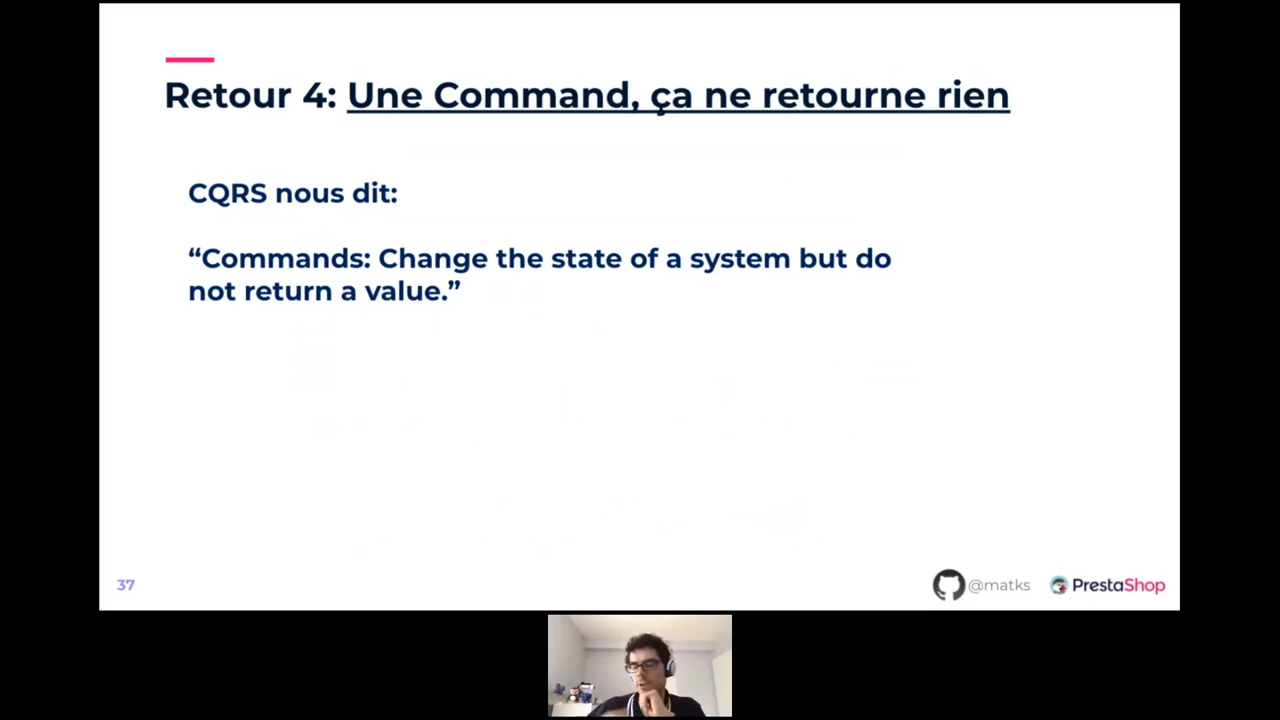 Retour 4: Une Command, ça ne retourne rien
CQRS nous dit:
“Commands: Change the state of a system but do
not return a value.”
37
@matks
PrestaShop